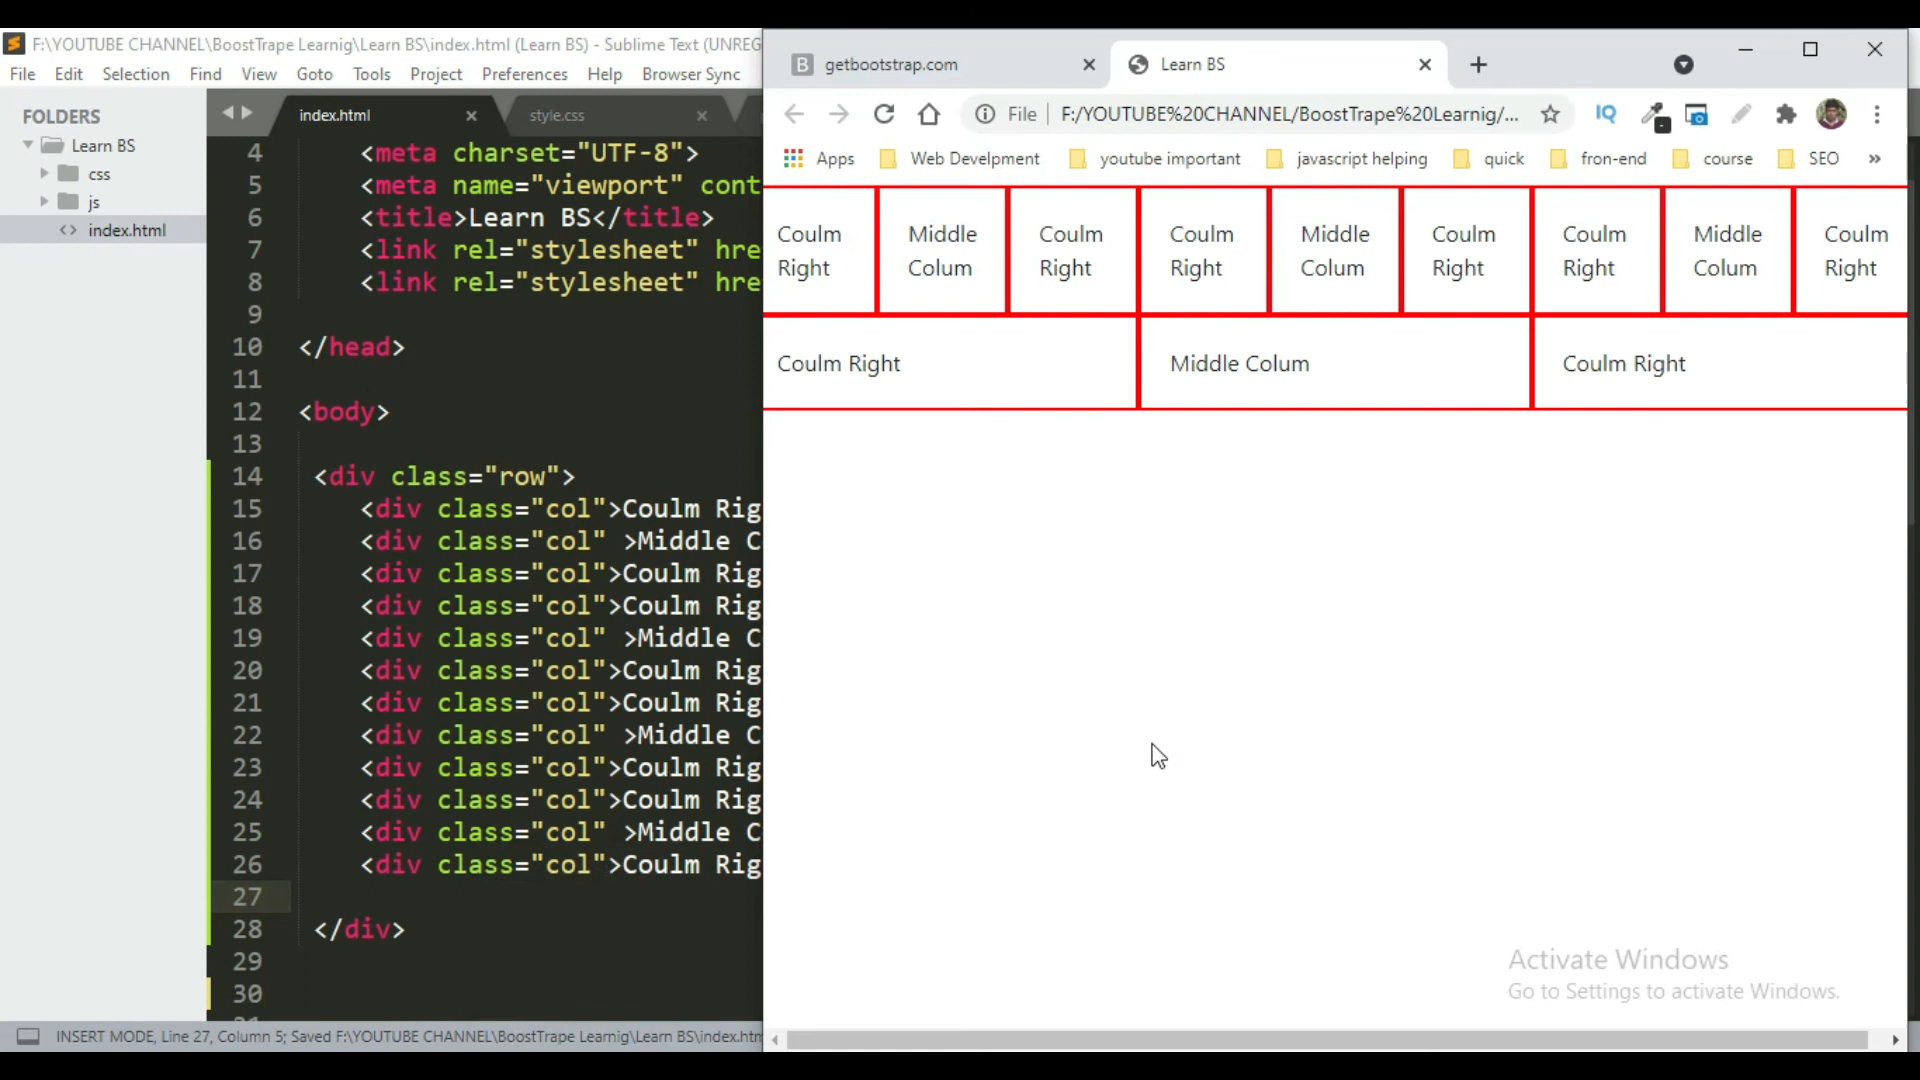 F:\YOUTUBE CHANNEL\BoostTrape Learnig\Learn BS\index.html (Learn BS) - Sublime Text (UNREG
File Edit Selection Find View Goto Tools Project Preferences Help Browser Sync
FOLDERS
Learn BS
css
js
<> index.html
index.html
style.css
4 <meta charset="UTF-8">
5 <meta name="viewport" cont
6 <title>Learn BS</title>
7 <link rel="stylesheet" hre
8 <link rel="stylesheet" hre
9
10 </head>
11
12 <body>
13
14 <div class="row">
15 <div class="col">Coulm Rig
16 <div class="col" >Middle C
17 <div class="col">Coulm Rig
18 <div class="col">Coulm Rig
19 <div class="col" >Middle C
20 <div class="col">Coulm Rig
21 <div class="col">Coulm Rig
22 <div class="col" >Middle C
23 <div class="col">Coulm Rig
24 <div class="col">Coulm Rig
25 <div class="col" >Middle C
26 <div class="col">Coulm Rig
27
28 </div>
29
30
INSERT MODE, Line 27, Column 5; Saved F:\YOUTUBE CHANNEL\BoostTrape Learnig\Learn BS\index.htm
B getbootstrap.com
Learn BS
File F:/YOUTUBE%20CHANNEL/BoostTrape%20Learnig/...
IQ
Apps Web Develpment youtube important javascript helping quick fron-end course SEO »
Coulm Middle Coulm Coulm Middle Coulm Coulm Middle Coulm
Right Colum Right Right Colum Right Right Colum Right
Coulm Right Middle Colum Coulm Right
Activate Windows
Go to Settings to activate Windows.